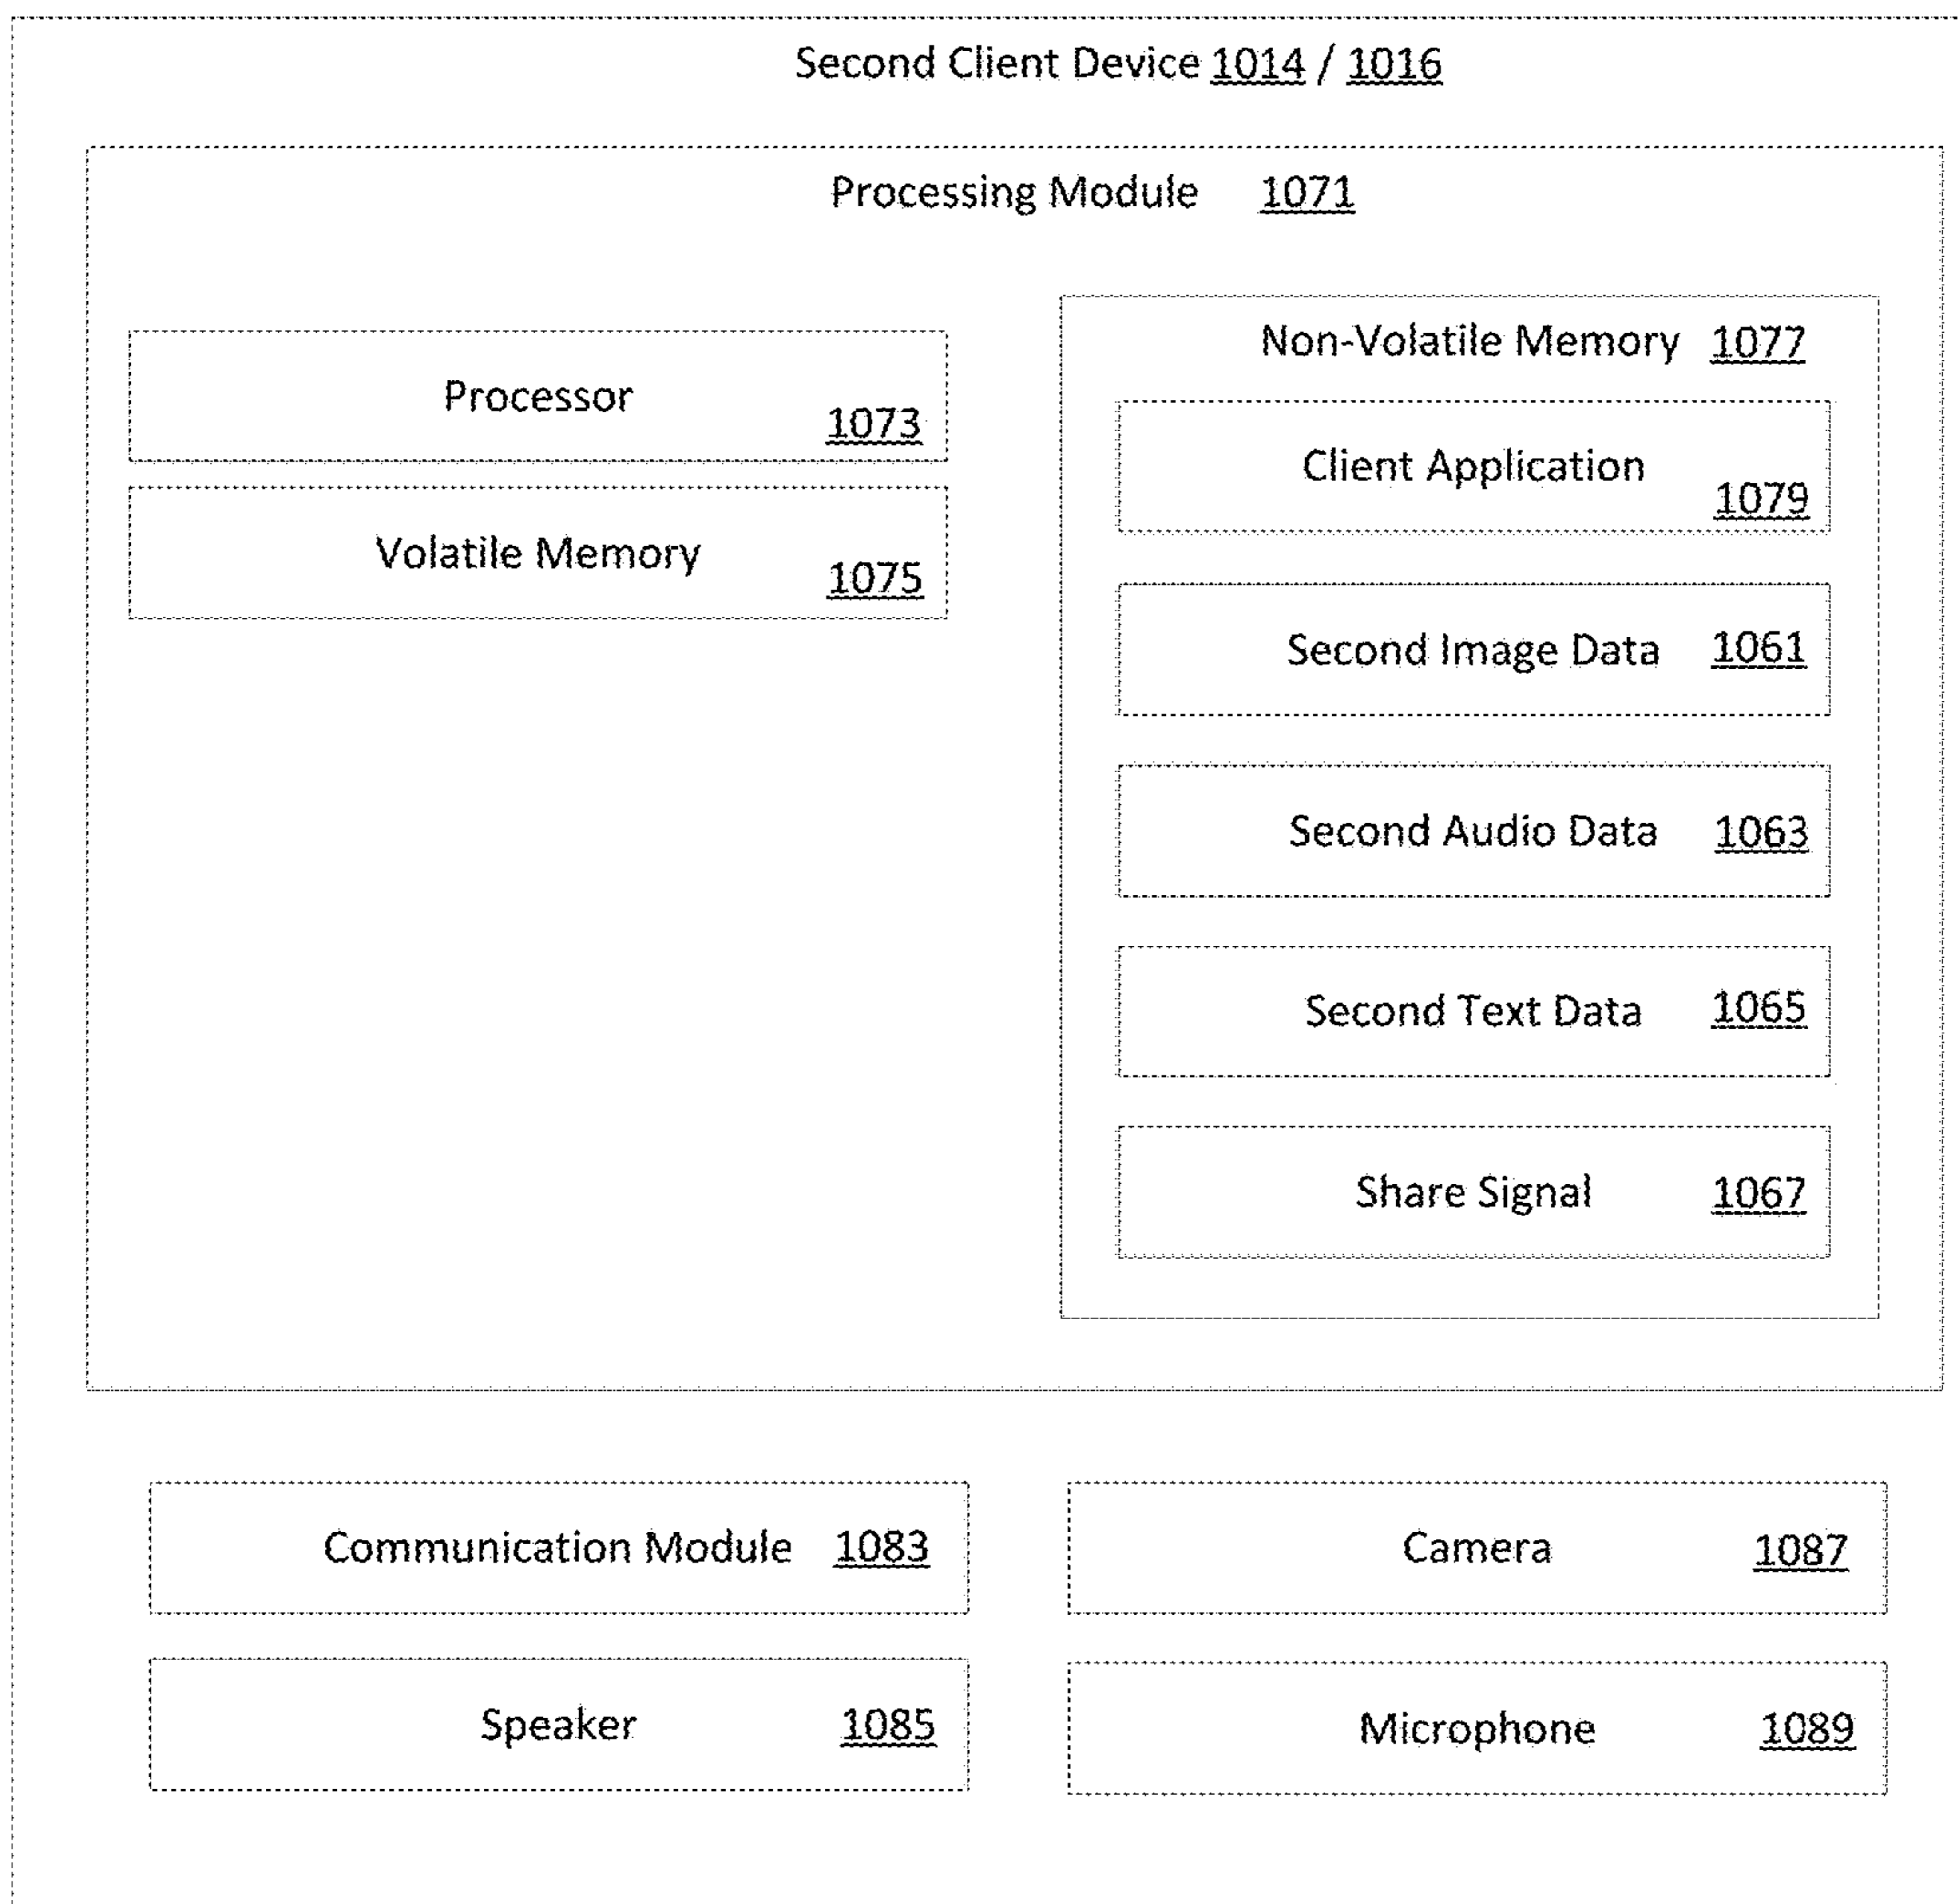 Second Client Device 1014 / 1016
Processing Module 1071
Processor 1073
Volatile Memory 1075
Non-Volatile Memory 1077
Client Application 1079
Second Image Data 1061
Second Audio Data 1063
Second Text Data 1065
Share Signal 1067
Communication Module 1083
Camera 1087
Speaker 1085
Microphone 1089